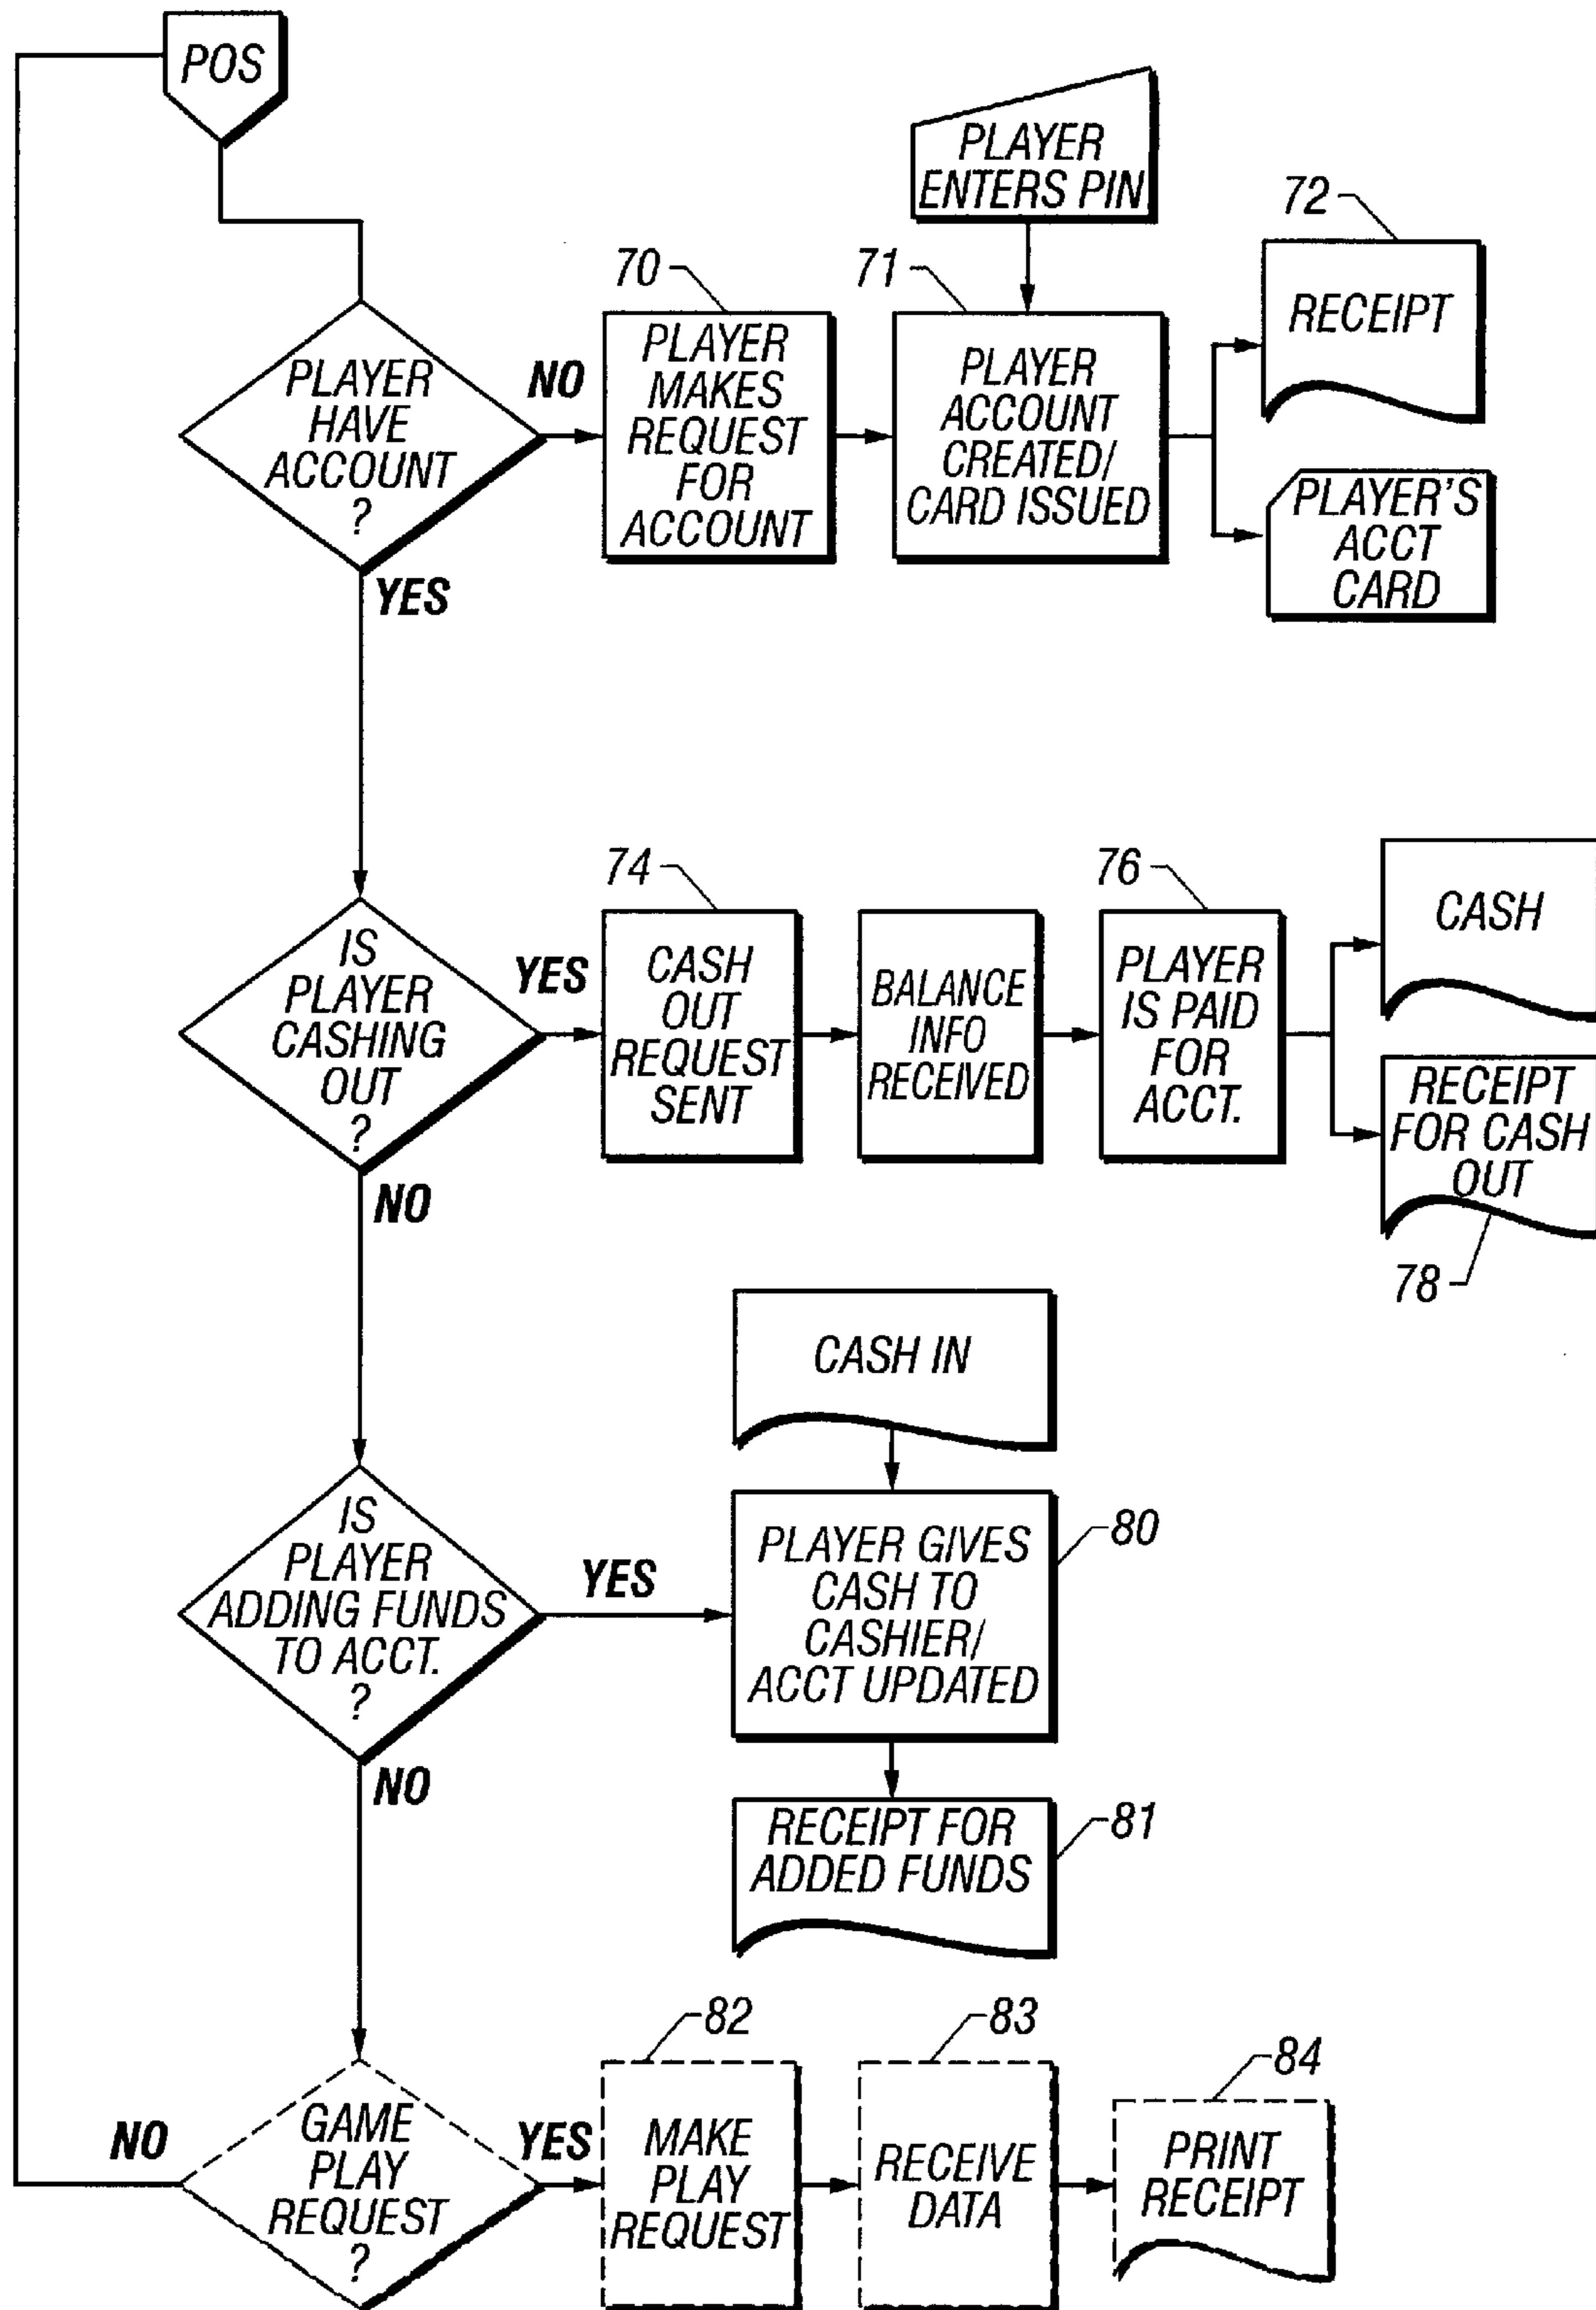 POS
PLAYER
ENTERS PIN
72
RECEIPT
70
71
PLAYER
HAVE
ACCOUNT
?
NO
YES
PLAYER
MAKES
REQUEST
FOR
ACCOUNT
PLAYER
ACCOUNT
CREATED/
CARD ISSUED
PLAYER'S
ACCT
CARD
74
76
IS
PLAYER
CASHING
OUT
?
YES
NO
CASH
OUT
REQUEST
SENT
BALANCE
INFO
RECEIVED
PLAYER
IS PAID
FOR
ACCT.
CASH
RECEIPT
FOR CASH
OUT
78
CASH IN
IS
PLAYER
ADDING FUNDS
TO ACCT.
?
YES
NO
PLAYER GIVES
CASH TO
CASHIER/
ACCT UPDATED
80
RECEIPT FOR
ADDED FUNDS
81
82
83
84
NO
GAME
PLAY
REQUEST
?
YES
MAKE
PLAY
REQUEST
RECEIVE
DATA
PRINT
RECEIPT